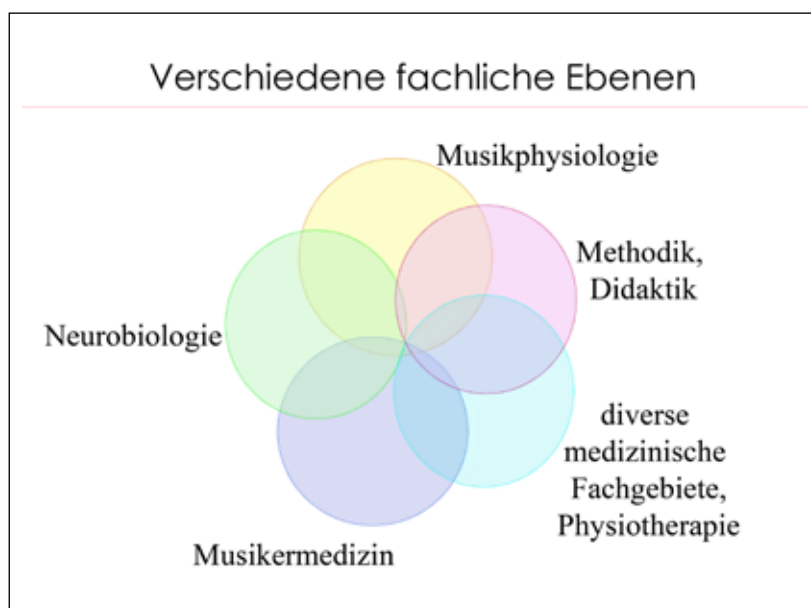 Verschiedene fachliche Ebenen
Musikphysiologie
Methodik,
Didaktik
Neurobiologie
diverse
medizinische
Fachgebiete,
Physiotherapie
Musikermedizin